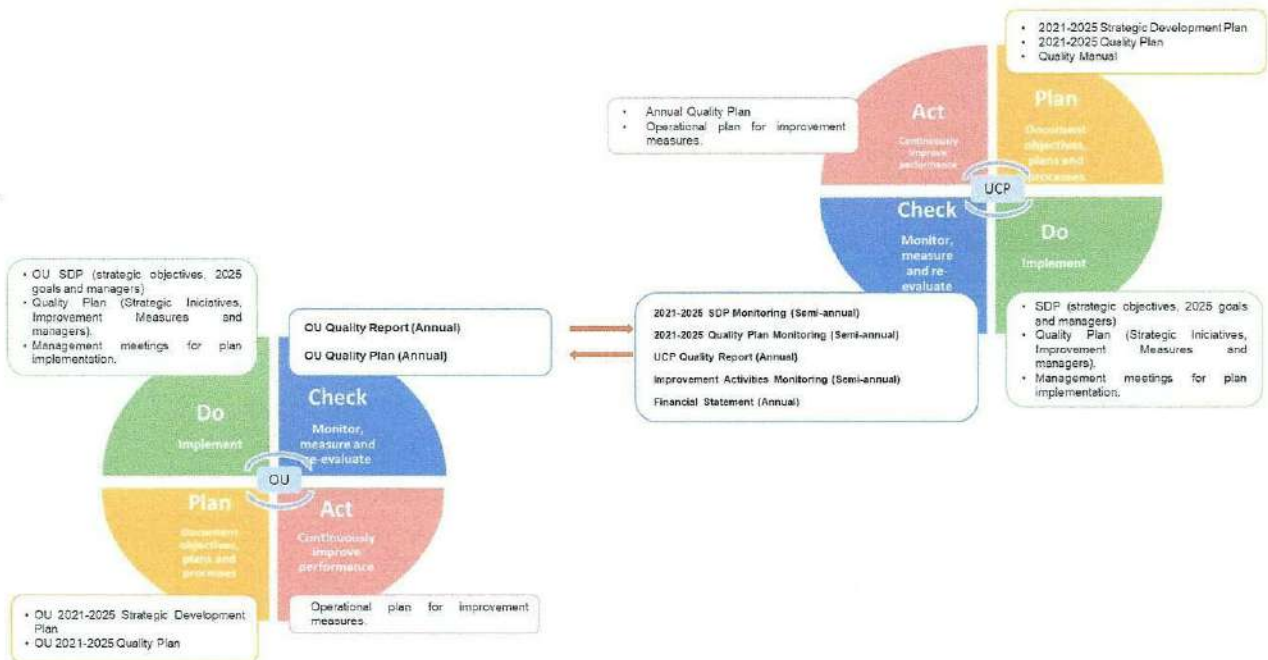 • 2021-2025 Strategic Development Plan
• 2021-2025 Quality Plan
• Quality Manual
• Annual Quality Plan
• Operational plan for improvement
measures.
Act
Continuously
improve
performance
Plan
Document
objectives,
plans and
processes
UCP
Check
Monitor,
measure
and re-
evaluate
Do
Implement
• SDP (strategic objectives, 2025 goals
and managers)
• Quality Plan (Strategic Initiatives,
Improvement Measures and
managers).
• Management meetings for plan
implementation.
2021-2025 SDP Monitoring (Semi-annual)
2021-2025 Quality Plan Monitoring (Semi-annual)
UCP Quality Report (Annual)
Improvement Activities Monitoring (Semi-annual)
Financial Statement (Annual)
• OU SDP (strategic objectives, 2025
goals and managers)
• Quality Plan (Strategic Initiatives,
Improvement Measures and
managers).
• Management meetings for plan
implementation.
OU Quality Report (Annual)
OU Quality Plan (Annual)
Do
Implement
Check
Monitor,
measure and
re-evaluate
OU
Plan
Document
objectives,
plans and
processes
Act
Continuously
improve
performance
• OU 2021-2025 Strategic Development
Plan
• OU 2021-2025 Quality Plan
Operational plan for improvement
measures.